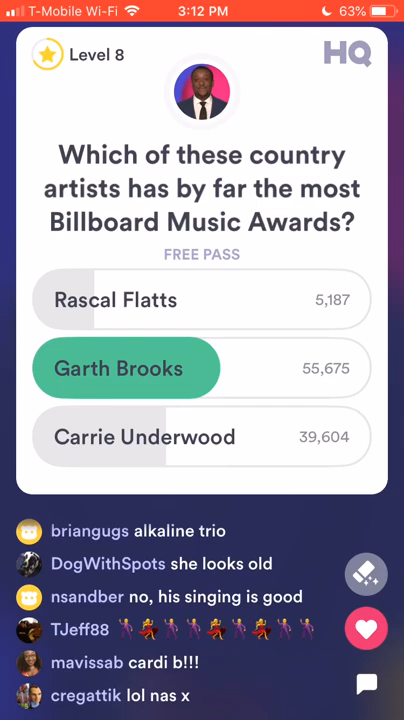 T-Mobile Wi-Fi 3:12 PM 63%
Level 8 HQ
Which of these country
artists has by far the most
Billboard Music Awards?
FREE PASS
Rascal Flatts 5,187
Garth Brooks 55,675
Carrie Underwood 39,604
briangugs alkaline trio
DogWithSpots she looks old
nsandber no, his singing is good
TJeff88 🕺💃🕺🕺💃🕺💃🕺🕺
mavissab cardi b!!!
cregattik lol nas x